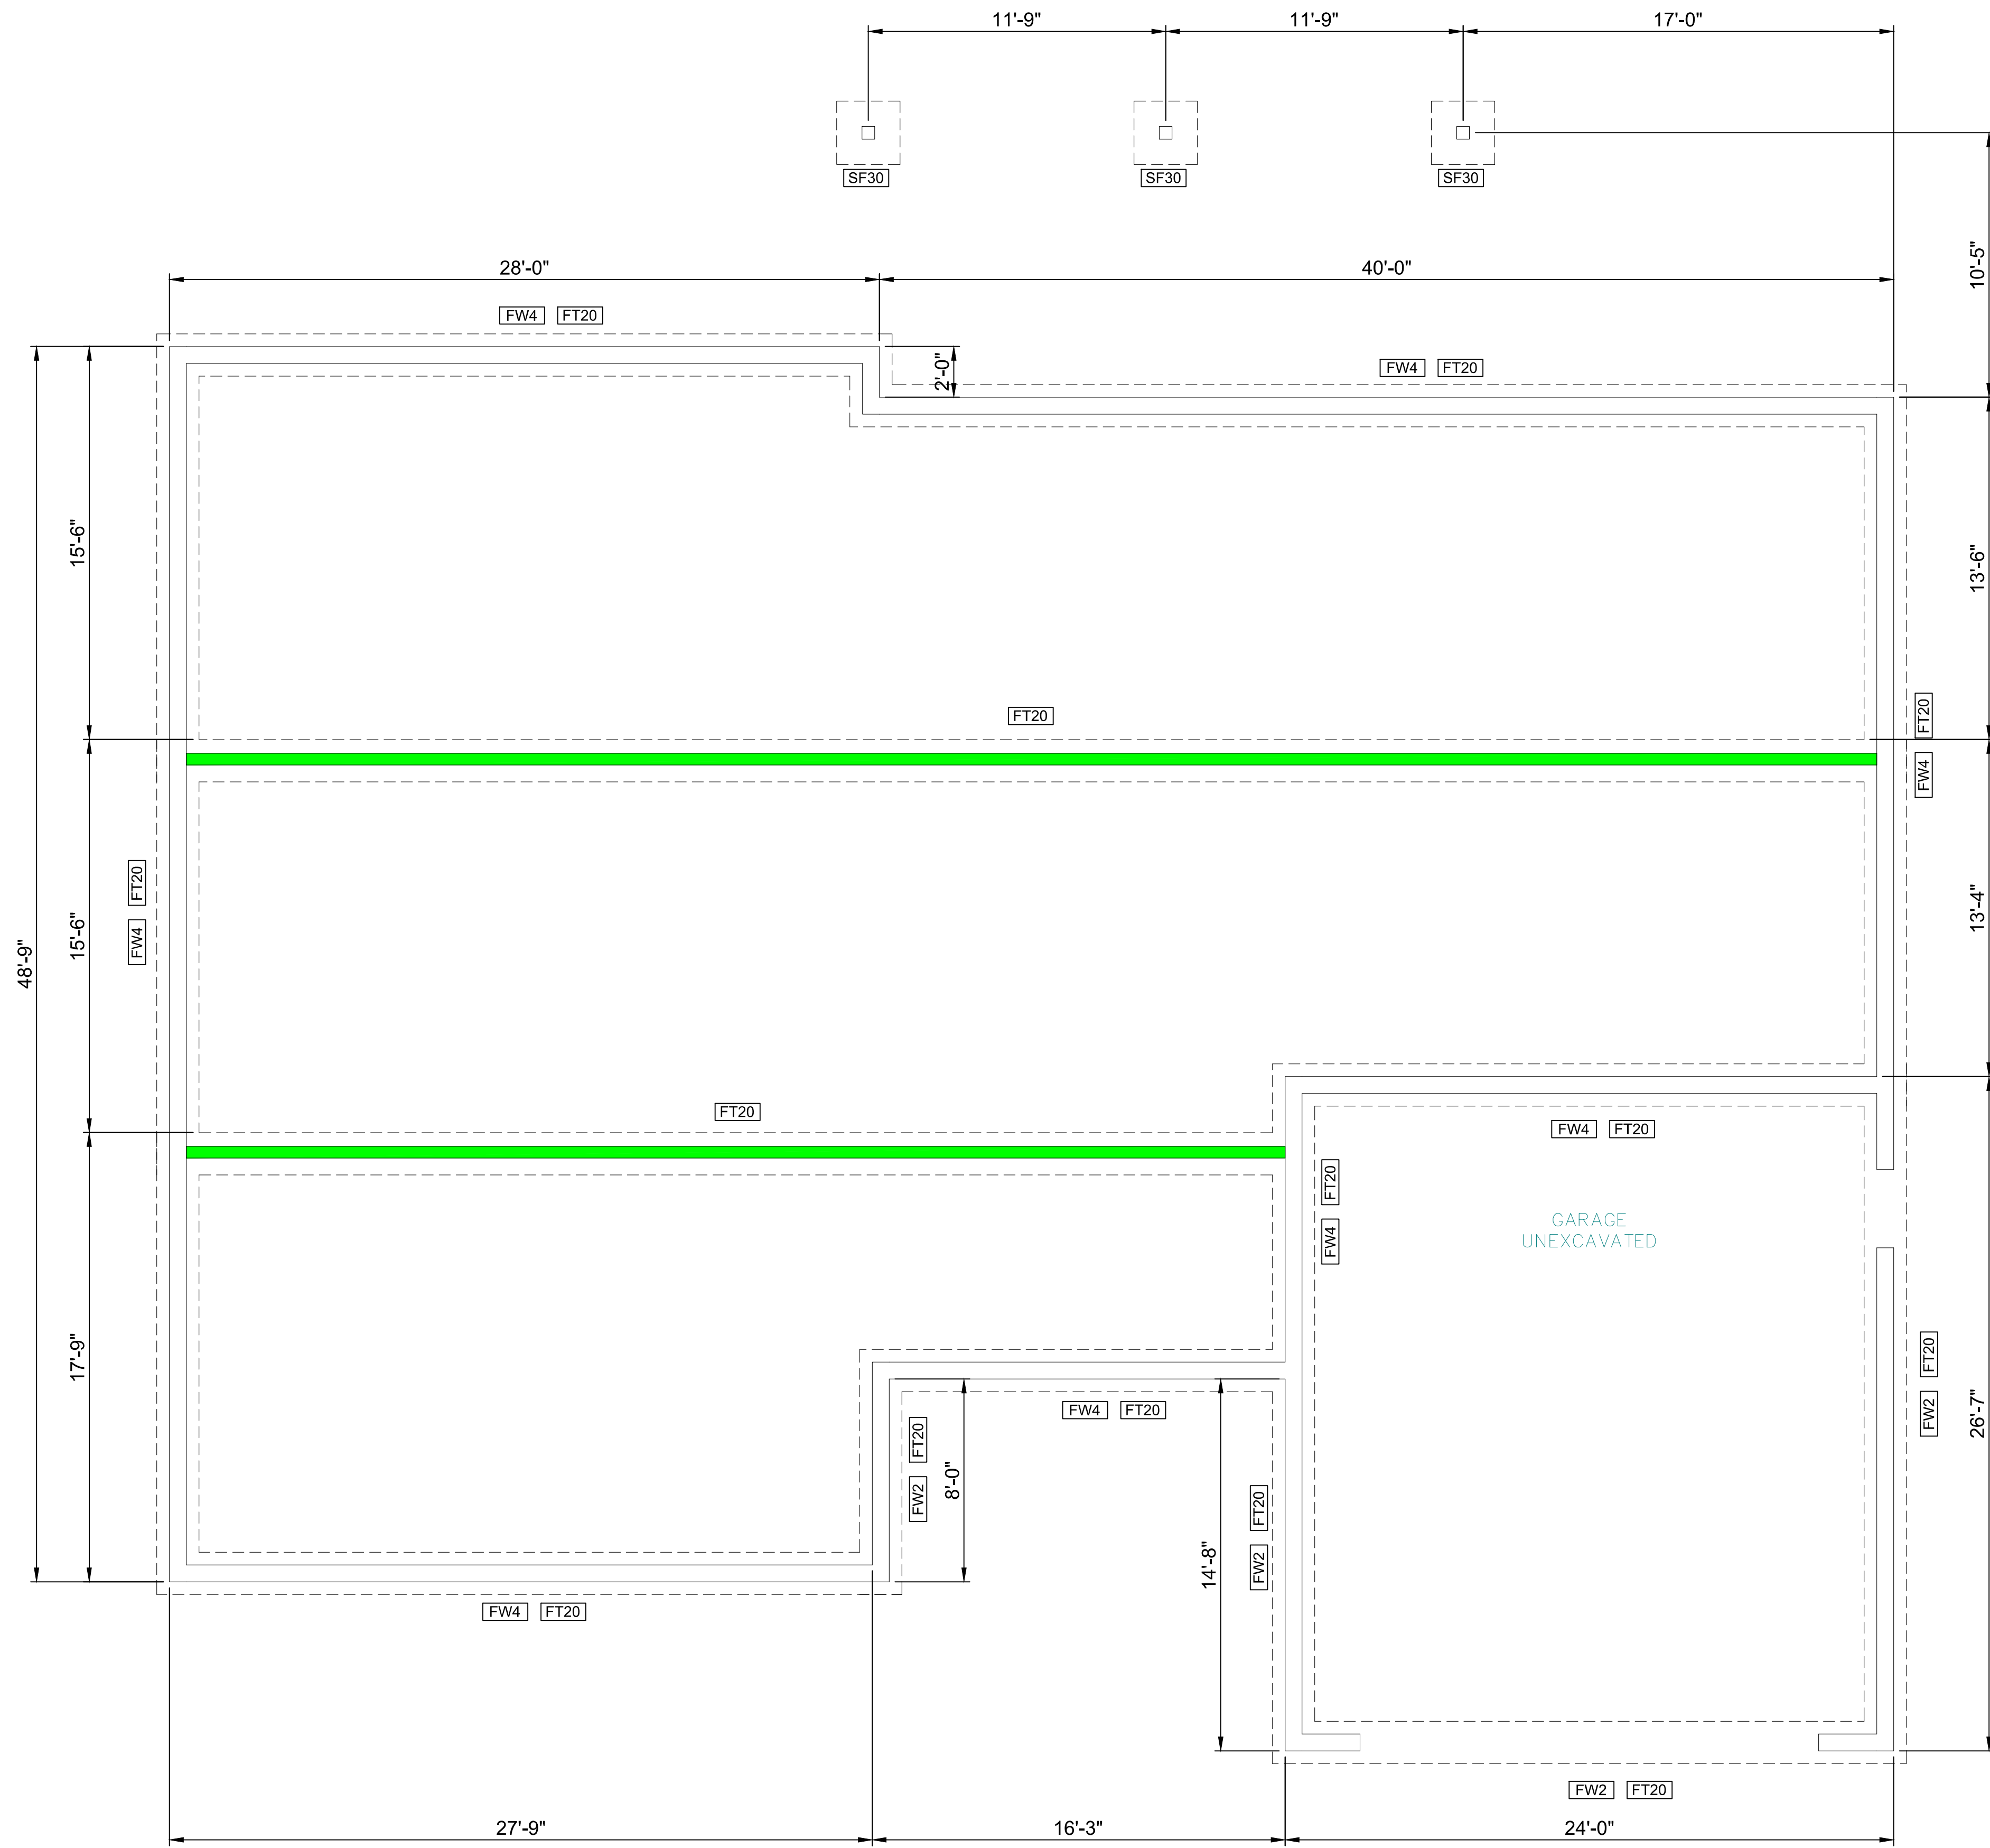 11'-9" 11'-9" 17'-0"
SF30 SF30 SF30
10'-5"
28'-0" 40'-0"
FW4 FT20
2'-0"
FW4 FT20
15'-6"
13'-6"
FT20
FT20
FW4
FT20
FW4
15'-6"
48'-9"
13'-4"
FT20
FW4 FT20
FT20
FW4
GARAGE
UNEXCAVATED
17'-9"
FT20
FW2
26'-7"
FW4 FT20
FT20
FW2
8'-0"
FT20
FW2
14'-8"
FW4 FT20
FW2 FT20
27'-9" 16'-3" 24'-0"